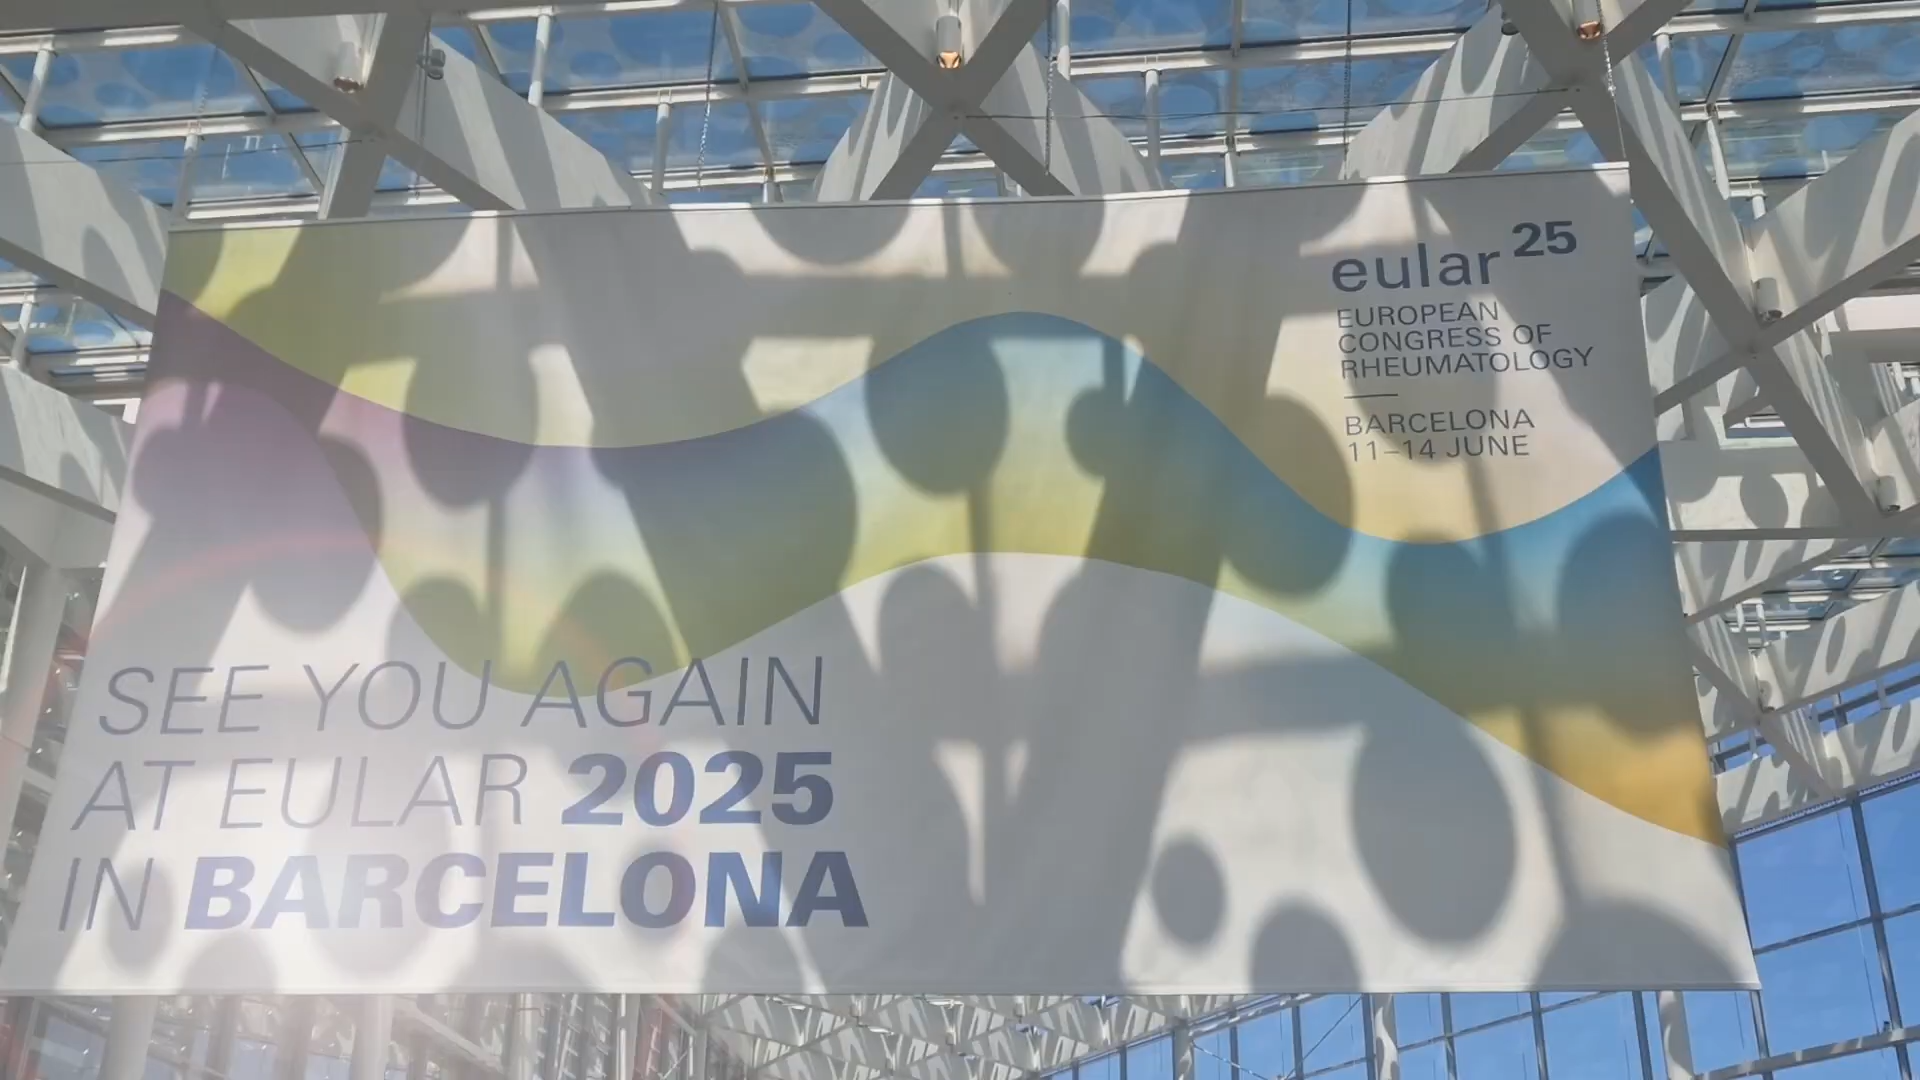 eular 25
EUROPEAN
CONGRESS OF
RHEUMATOLOGY
BARCELONA
11–14 JUNE
SEE YOU AGAIN
AT EULAR 2025
IN BARCELONA